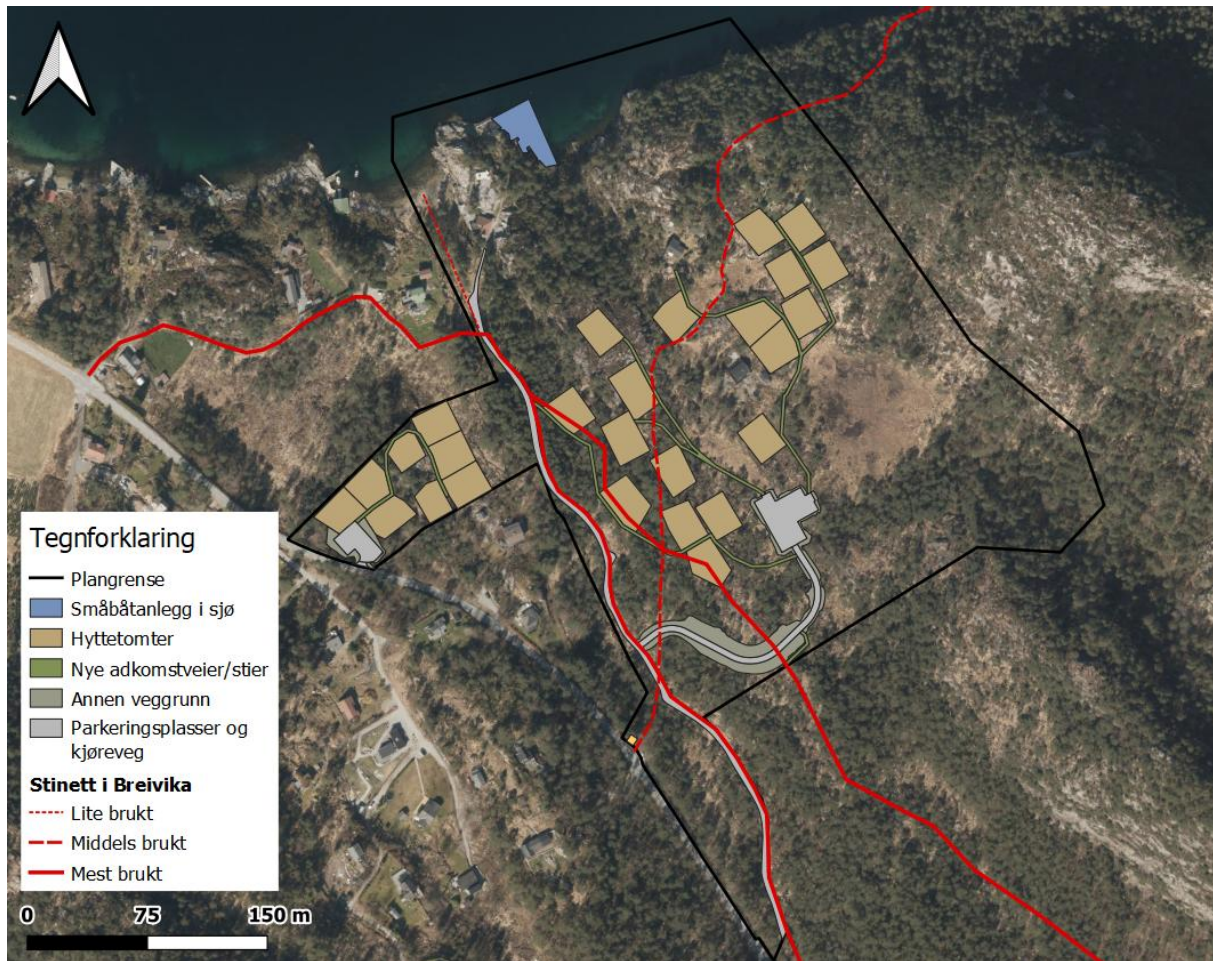 Tegnforklaring
Plangrense
Småbåtanlegg i sjø
Hyttetomter
Nye adkomstveier/stier
Annen veggrunn
Parkeringsplasser og
kjøreveg
Stinett i Breivika
Lite brukt
Middels brukt
Mest brukt
0 75 150 m